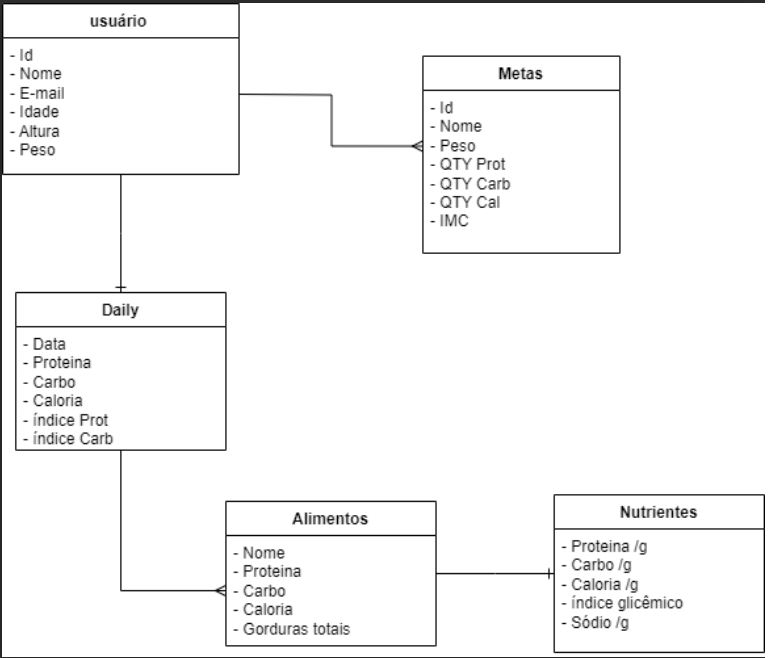 usuário
- Id
- Nome
- E-mail
- Idade
- Altura
- Peso
Metas
- Id
- Nome
- Peso
- QTY Prot
- QTY Carb
- QTY Cal
- IMC
Daily
- Data
- Proteina
- Carbo
- Caloria
- índice Prot
- índice Carb
Alimentos
- Nome
- Proteina
- Carbo
- Caloria
- Gorduras totais
Nutrientes
- Proteina /g
- Carbo /g
- Caloria /g
- índice glicêmico
- Sódio /g